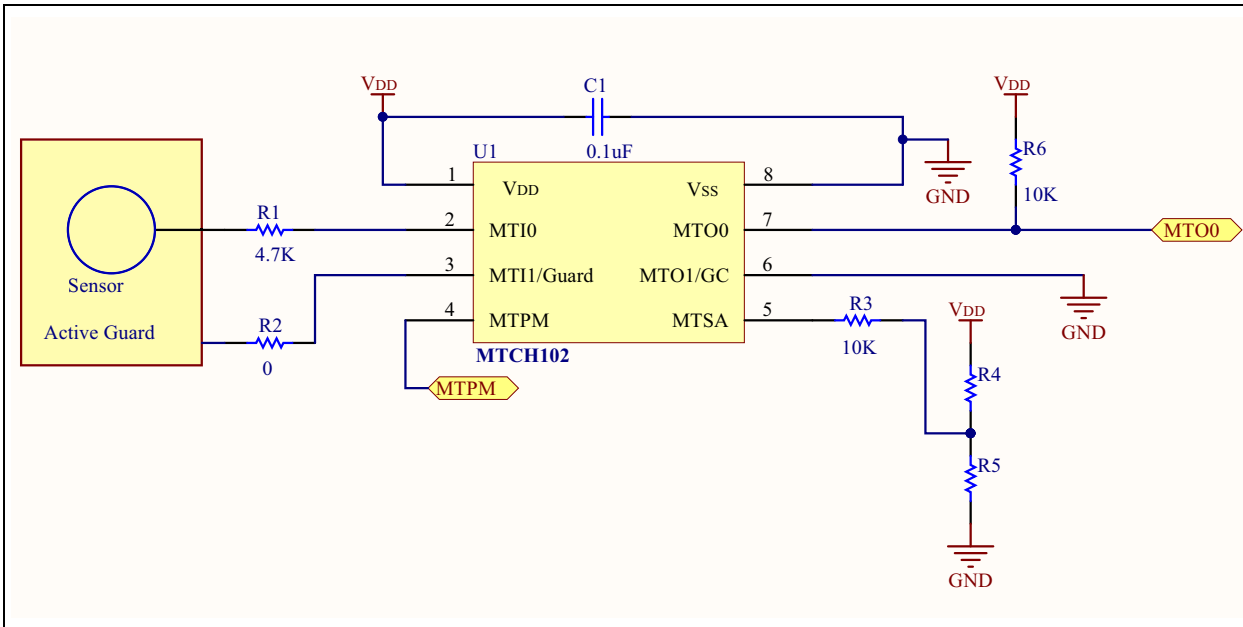 VDD
C1
0.1uF
VDD
R6
10K
GND
U1
1
VDD
VSS
8
2
MTI0
MTO0
7
MTO0
3
MTI1/Guard
MTO1/GC
6
GND
4
MTPM
MTSA
5
MTCH102
MTPM
R1
4.7K
Sensor
Active Guard
R2
0
R3
10K
VDD
R4
R5
GND